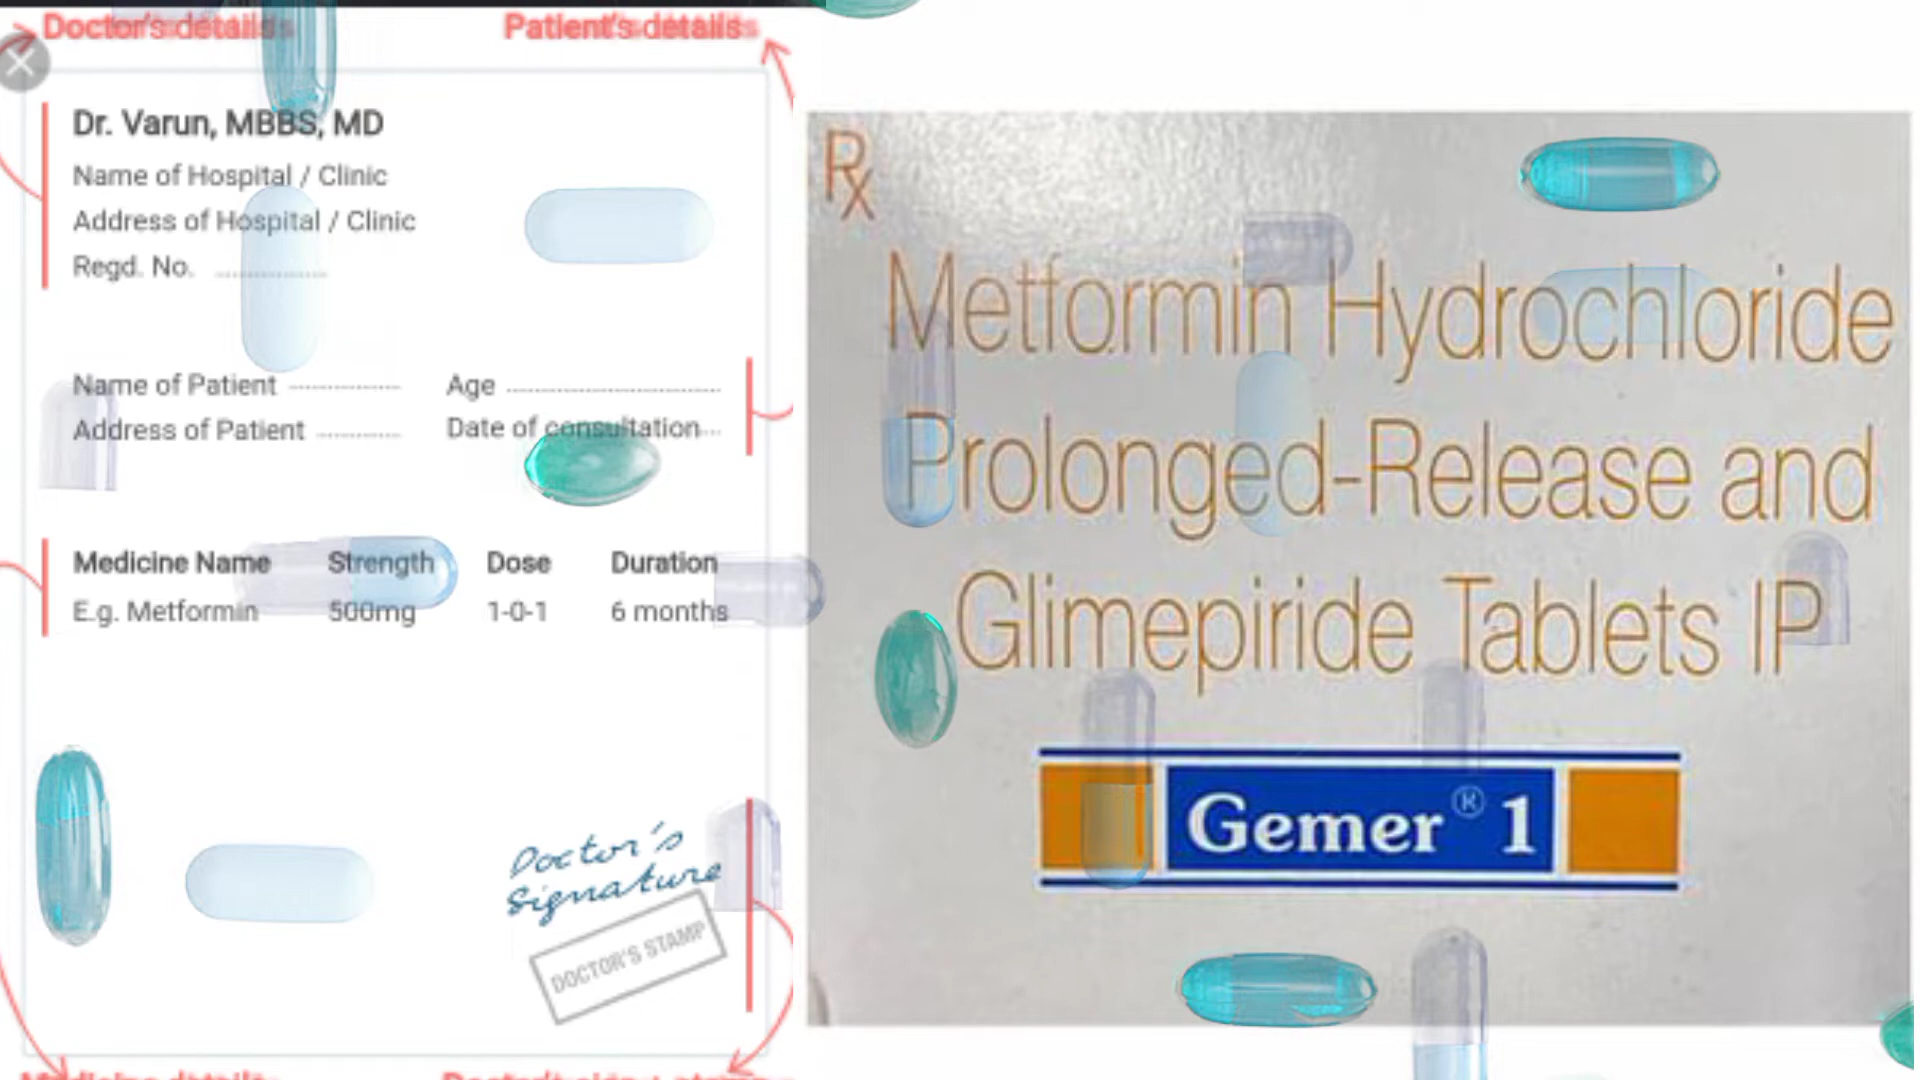 Doctor's details
Patient's details
Dr. Varun, MBBS, MD
Name of Hospital / Clinic
Address of Hospital / Clinic
Regd. No.
Name of Patient
Age
Address of Patient
Date of consultation
Medicine Name Strength Dose Duration
E.g. Metformin 500mg 1-0-1 6 months
Doctor's
Signature
DOCTOR'S STAMP
Rx
Metformin Hydrochloride
Prolonged-Release and
Glimepiride Tablets IP
Gemer® 1